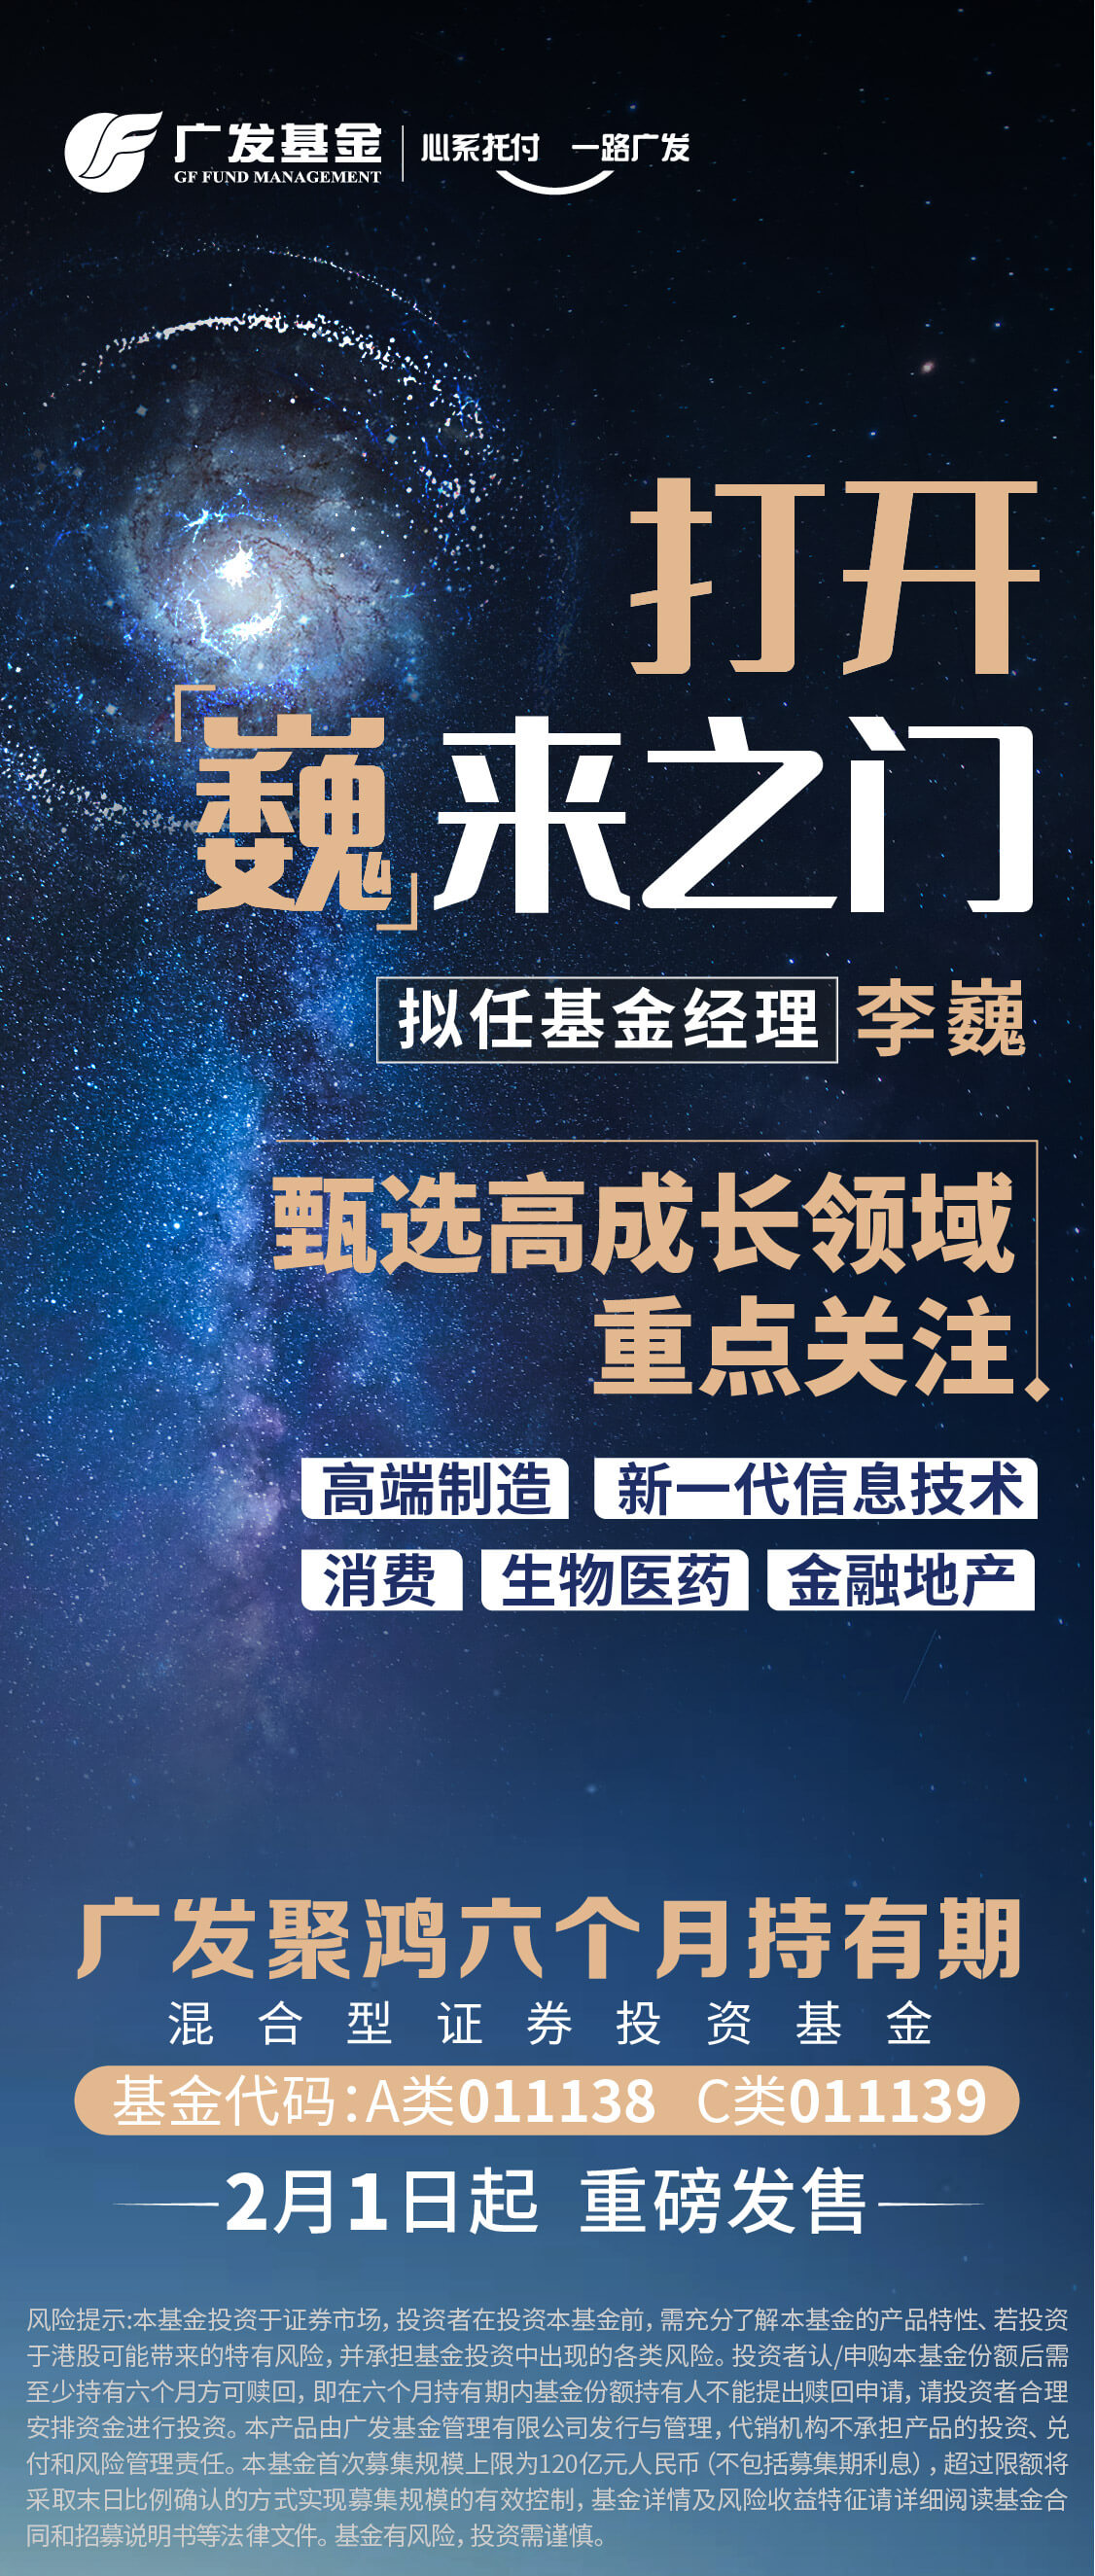 广发基金 心系托付 一路广发
GF FUND MANAGEMENT
打开
「巍」来之门
拟任基金经理 李巍
甄选高成长领域
重点关注
高端制造 新一代信息技术
消费 生物医药 金融地产
广发聚鸿六个月持有期
混合型证券投资基金
基金代码:A类011138 C类011139
2月1日起 重磅发售
风险提示:本基金投资于证券市场,投资者在投资本基金前,需充分了解本基金的产品特性、若投资
于港股可能带来的特有风险,并承担基金投资中出现的各类风险。投资者认/申购本基金份额后需
至少持有六个月方可赎回,即在六个月持有期内基金份额持有人不能提出赎回申请,请投资者合理
安排资金进行投资。本产品由广发基金管理有限公司发行与管理,代销机构不承担产品的投资、兑
付和风险管理责任。本基金首次募集规模上限为120亿元人民币(不包括募集期利息),超过限额将
采取末日比例确认的方式实现募集规模的有效控制,基金详情及风险收益特征请详细阅读基金合
同和招募说明书等法律文件。基金有风险,投资需谨慎。